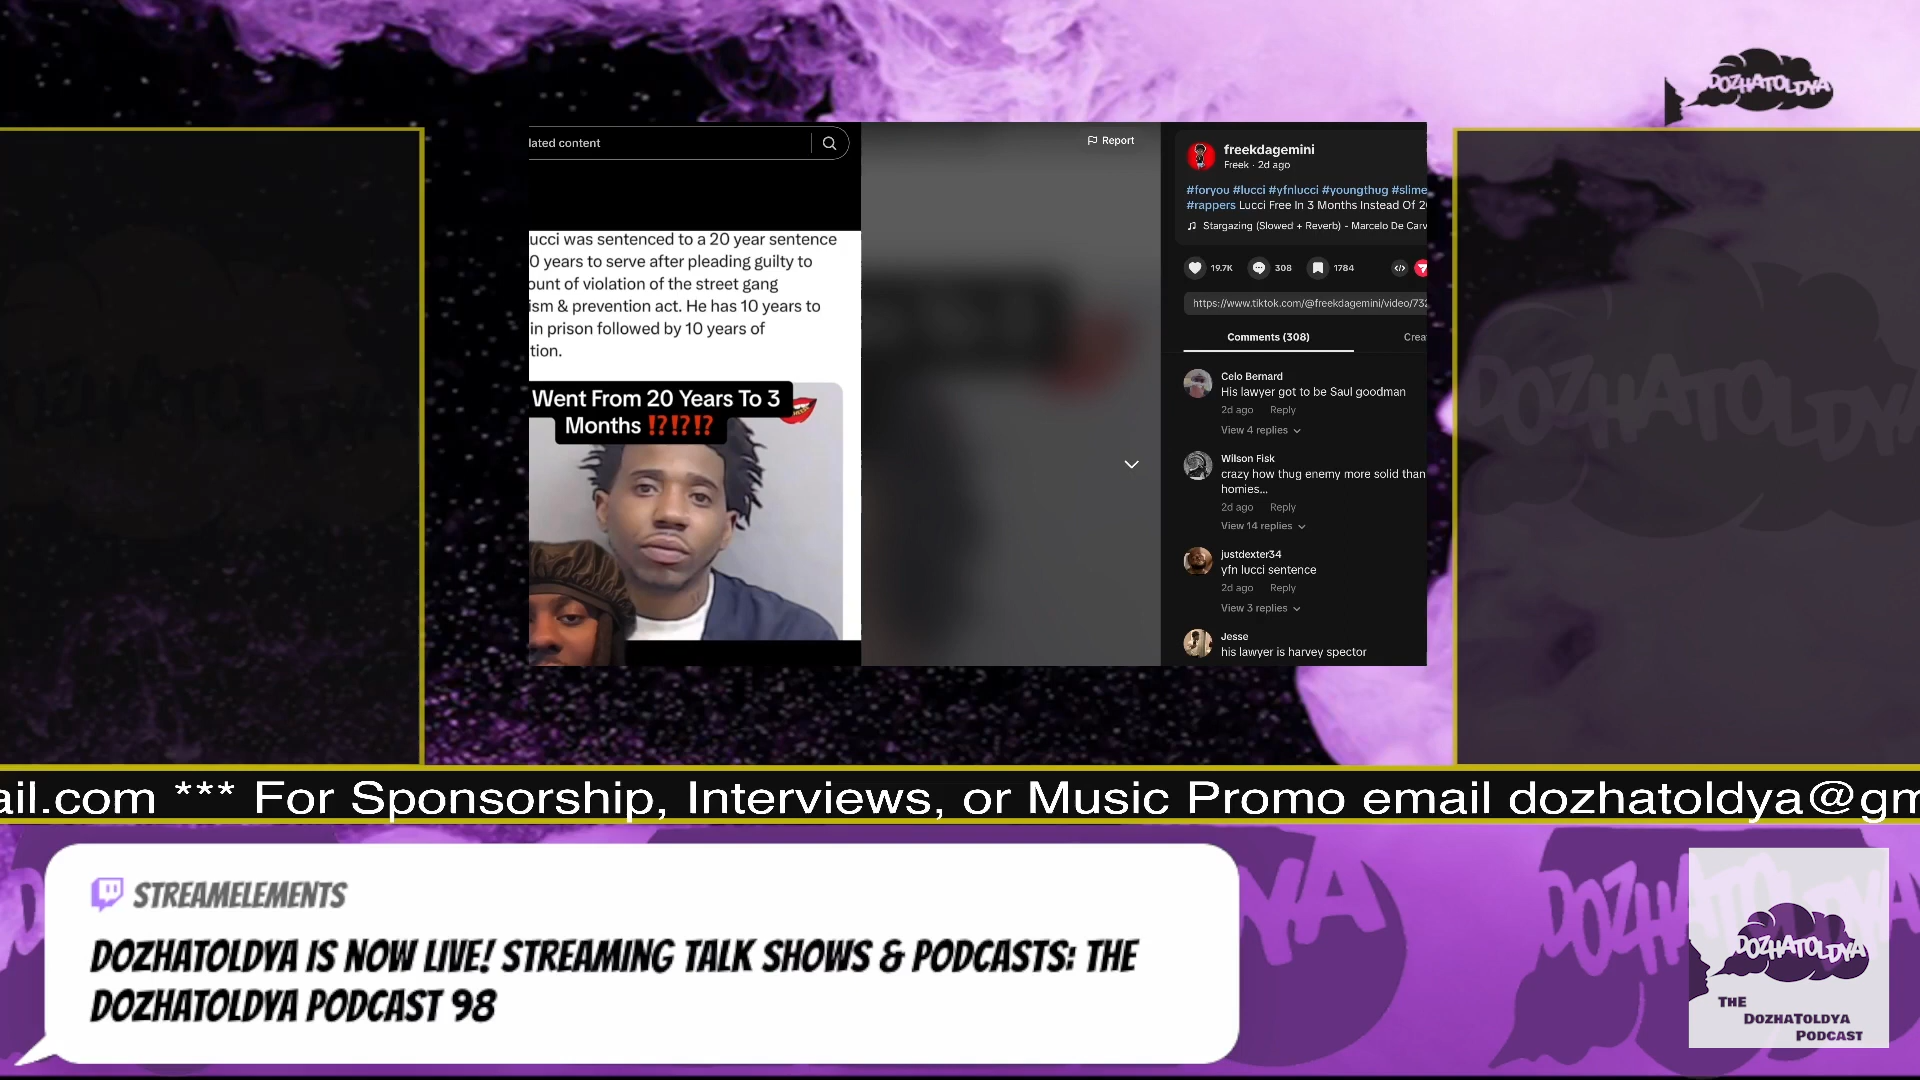 DOZHATOLDYA
lated content
Report
ucci was sentenced to a 20 year sentence
0 years to serve after pleading guilty to
ount of violation of the street gang
ism & prevention act. He has 10 years to
in prison followed by 10 years of
tion.
Went From 20 Years To 3
Months ⁉️⁉️⁉️
freekdagemini
Freek · 2d ago
#foryou #lucci #yfnlucci #youngthug #slime
#rappers Lucci Free In 3 Months Instead Of 2
Stargazing (Slowed + Reverb) - Marcelo De Carv
19.7K
308
1784
https://www.tiktok.com/@freekdagemini/video/732
Comments (308)
Crea
Celo Bernard
His lawyer got to be Saul goodman
2d ago Reply
View 4 replies
Wilson Fisk
crazy how thug enemy more solid than
homies...
2d ago Reply
View 14 replies
justdexter34
yfn lucci sentence
2d ago Reply
View 3 replies
Jesse
his lawyer is harvey spector
DOZHATOLDYA
ail.com *** For Sponsorship, Interviews, or Music Promo email dozhatoldya@gm
STREAMELEMENTS
DOZHATOLDYA IS NOW LIVE! STREAMING TALK SHOWS & PODCASTS: THE
DOZHATOLDYA PODCAST 98
DOZHATOLDYA
THE
DOZHATOLDYA
PODCAST